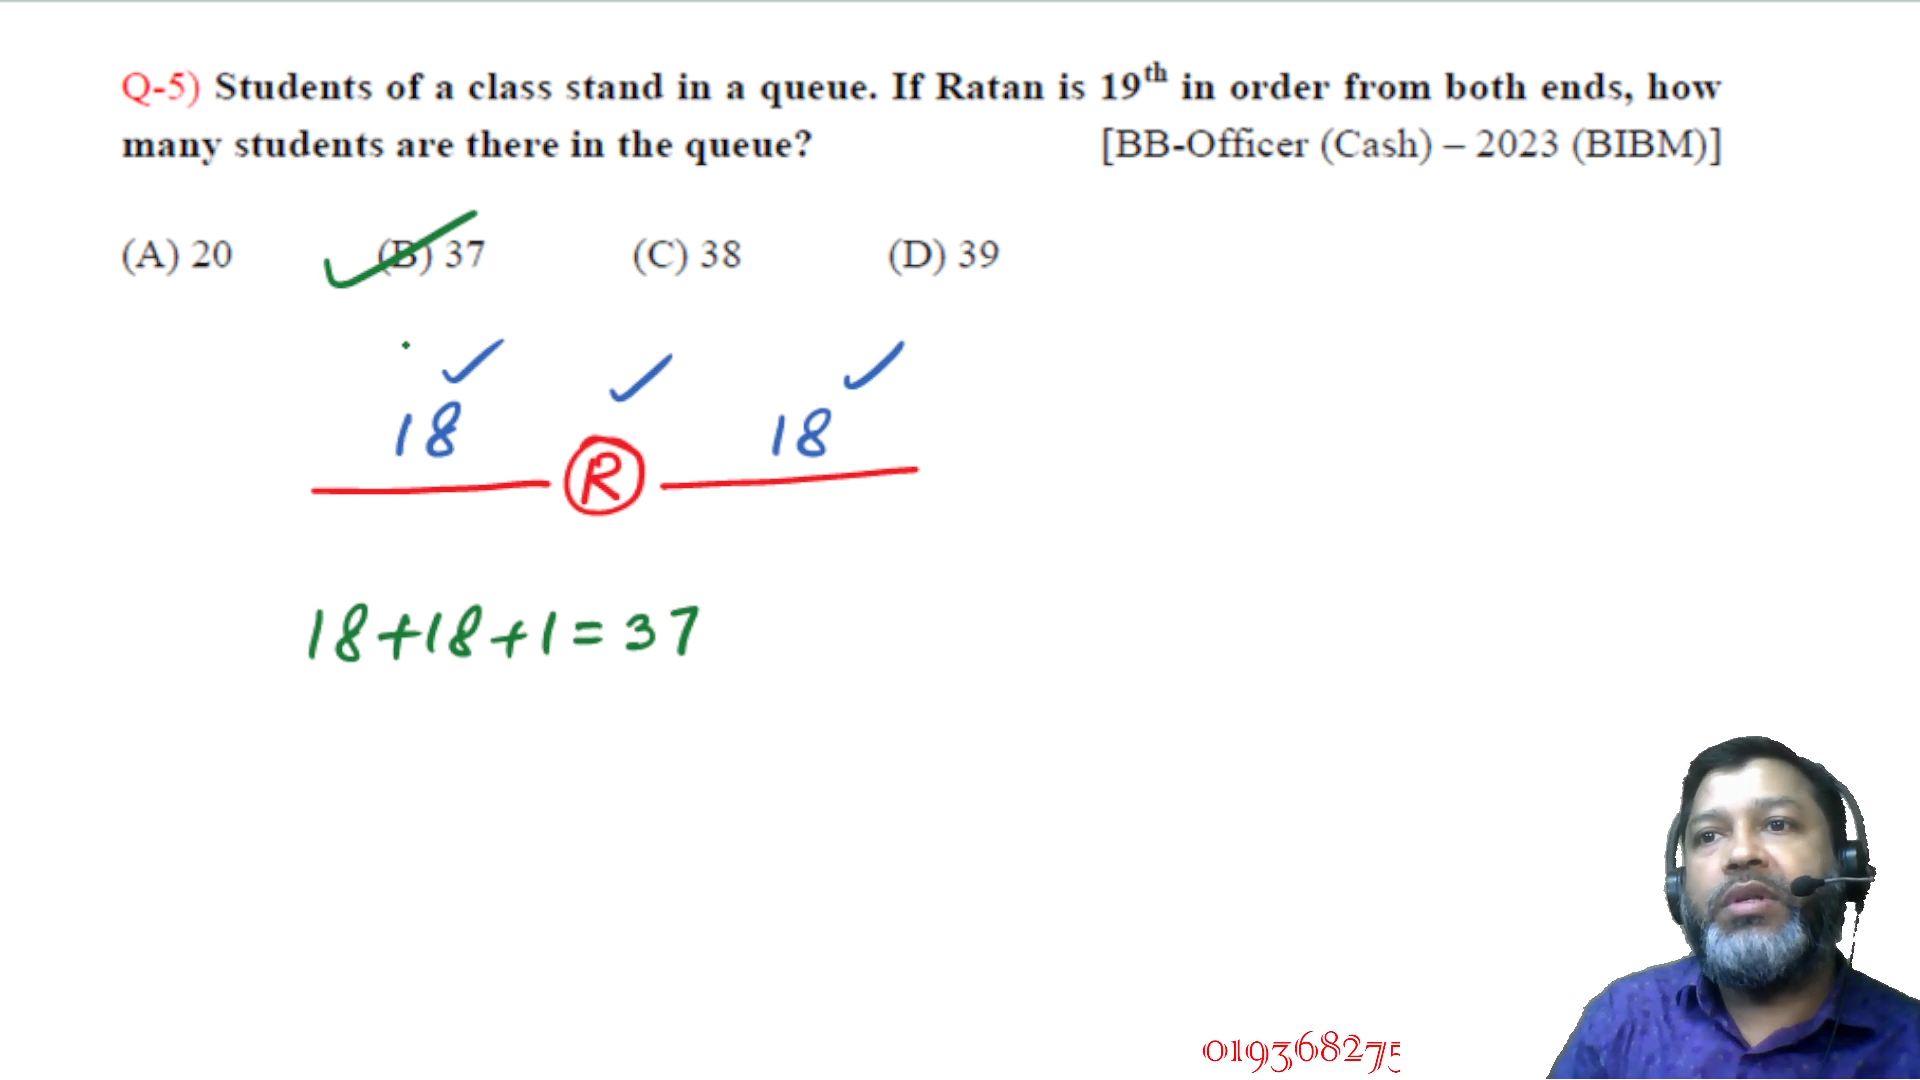 Q-5) Students of a class stand in a queue. If Ratan is 19th in order from both ends, how
many students are there in the queue? [BB-Officer (Cash) – 2023 (BIBM)]
(A) 20 (B) 37 (C) 38 (D) 39
18 R 18
18+18+1=37
019368275